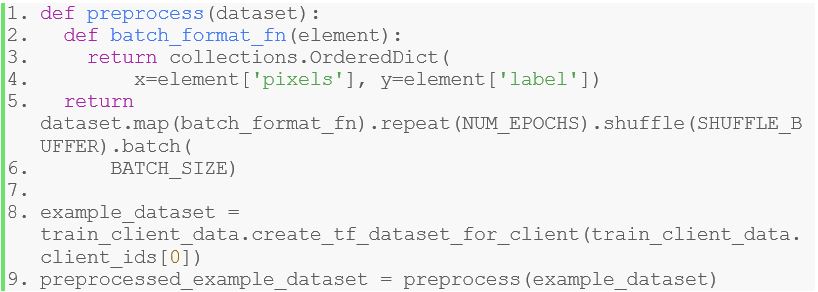 1. def preprocess(dataset):
2.   def batch_format_fn(element):
3.     return collections.OrderedDict(
4.         x=element['pixels'], y=element['label'])
5.   return
dataset.map(batch_format_fn).repeat(NUM_EPOCHS).shuffle(SHUFFLE_B
UFFER).batch(
6.       BATCH_SIZE)
7.
8. example_dataset =
train_client_data.create_tf_dataset_for_client(train_client_data.
client_ids[0])
9. preprocessed_example_dataset = preprocess(example_dataset)